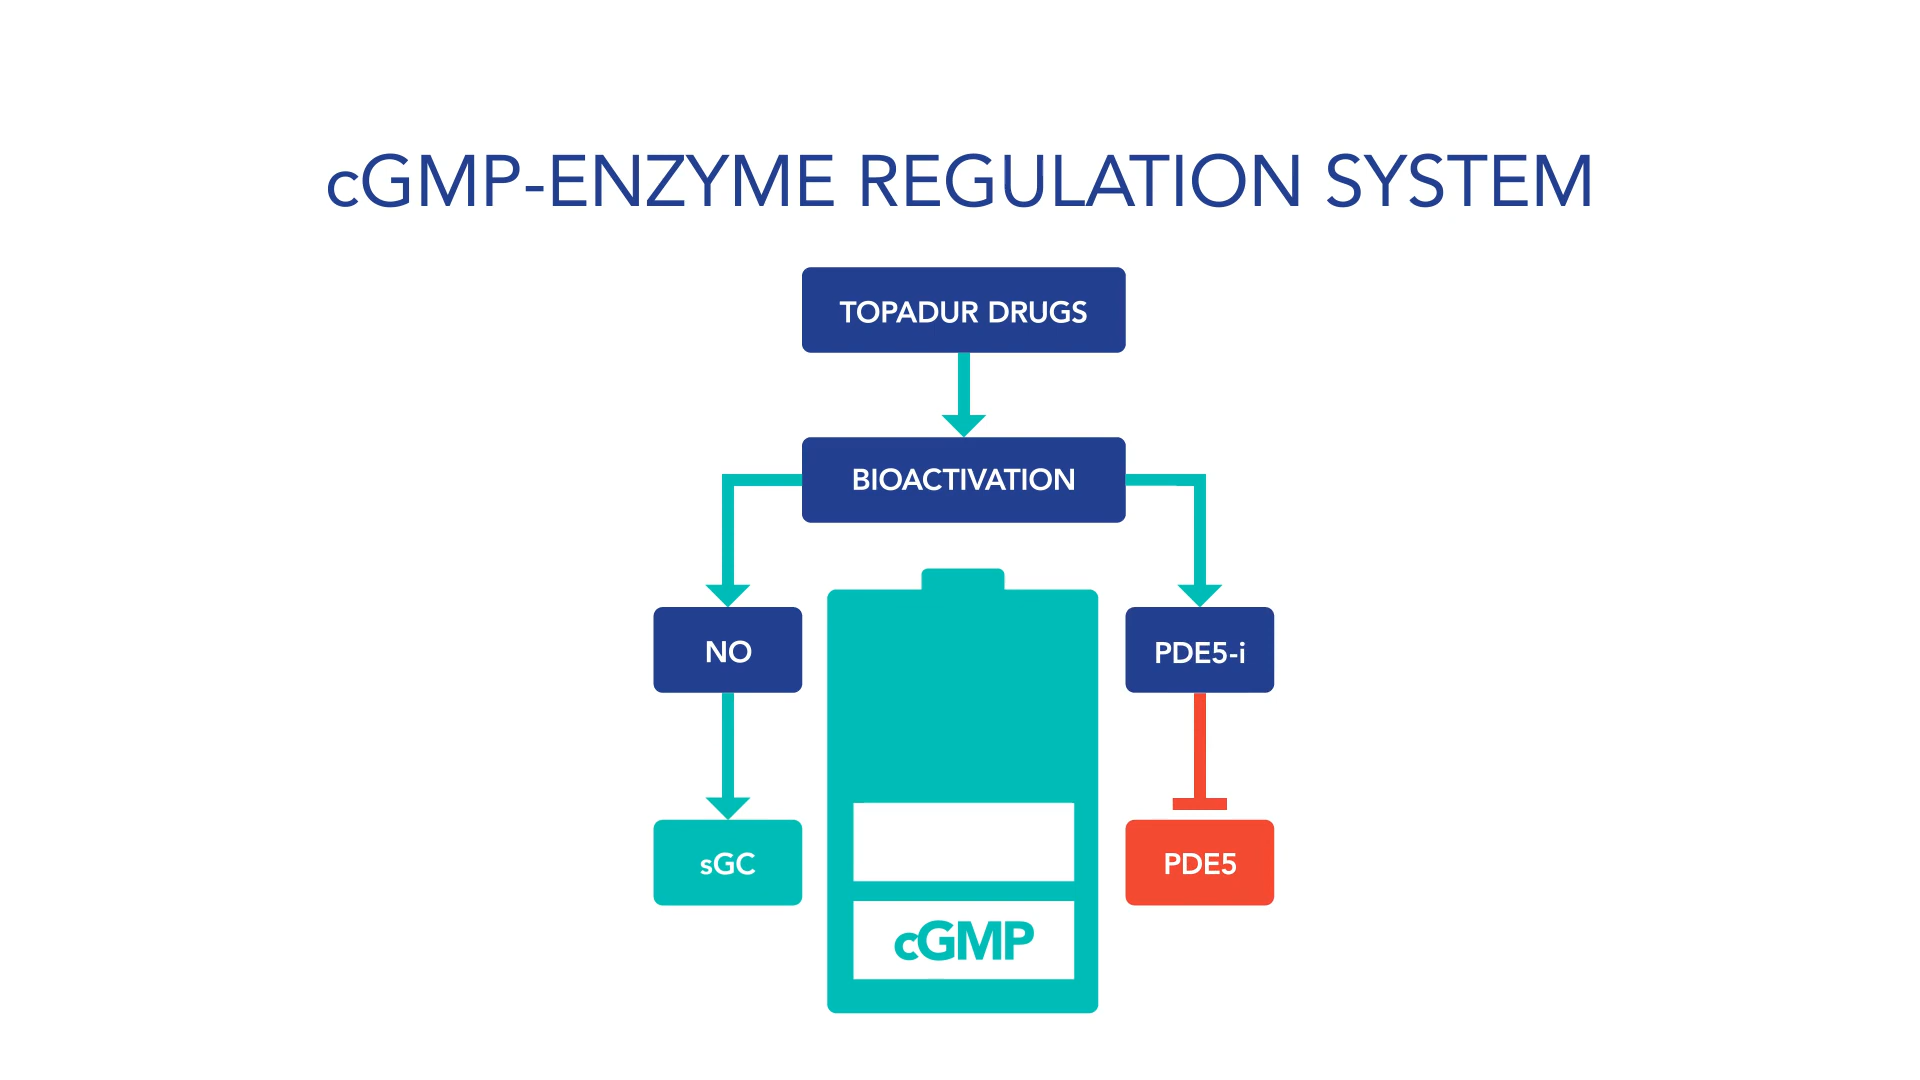 cGMP-ENZYME REGULATION SYSTEM
TOPADUR DRUGS
BIOACTIVATION
NO
PDE5-i
sGC
PDE5
cGMP